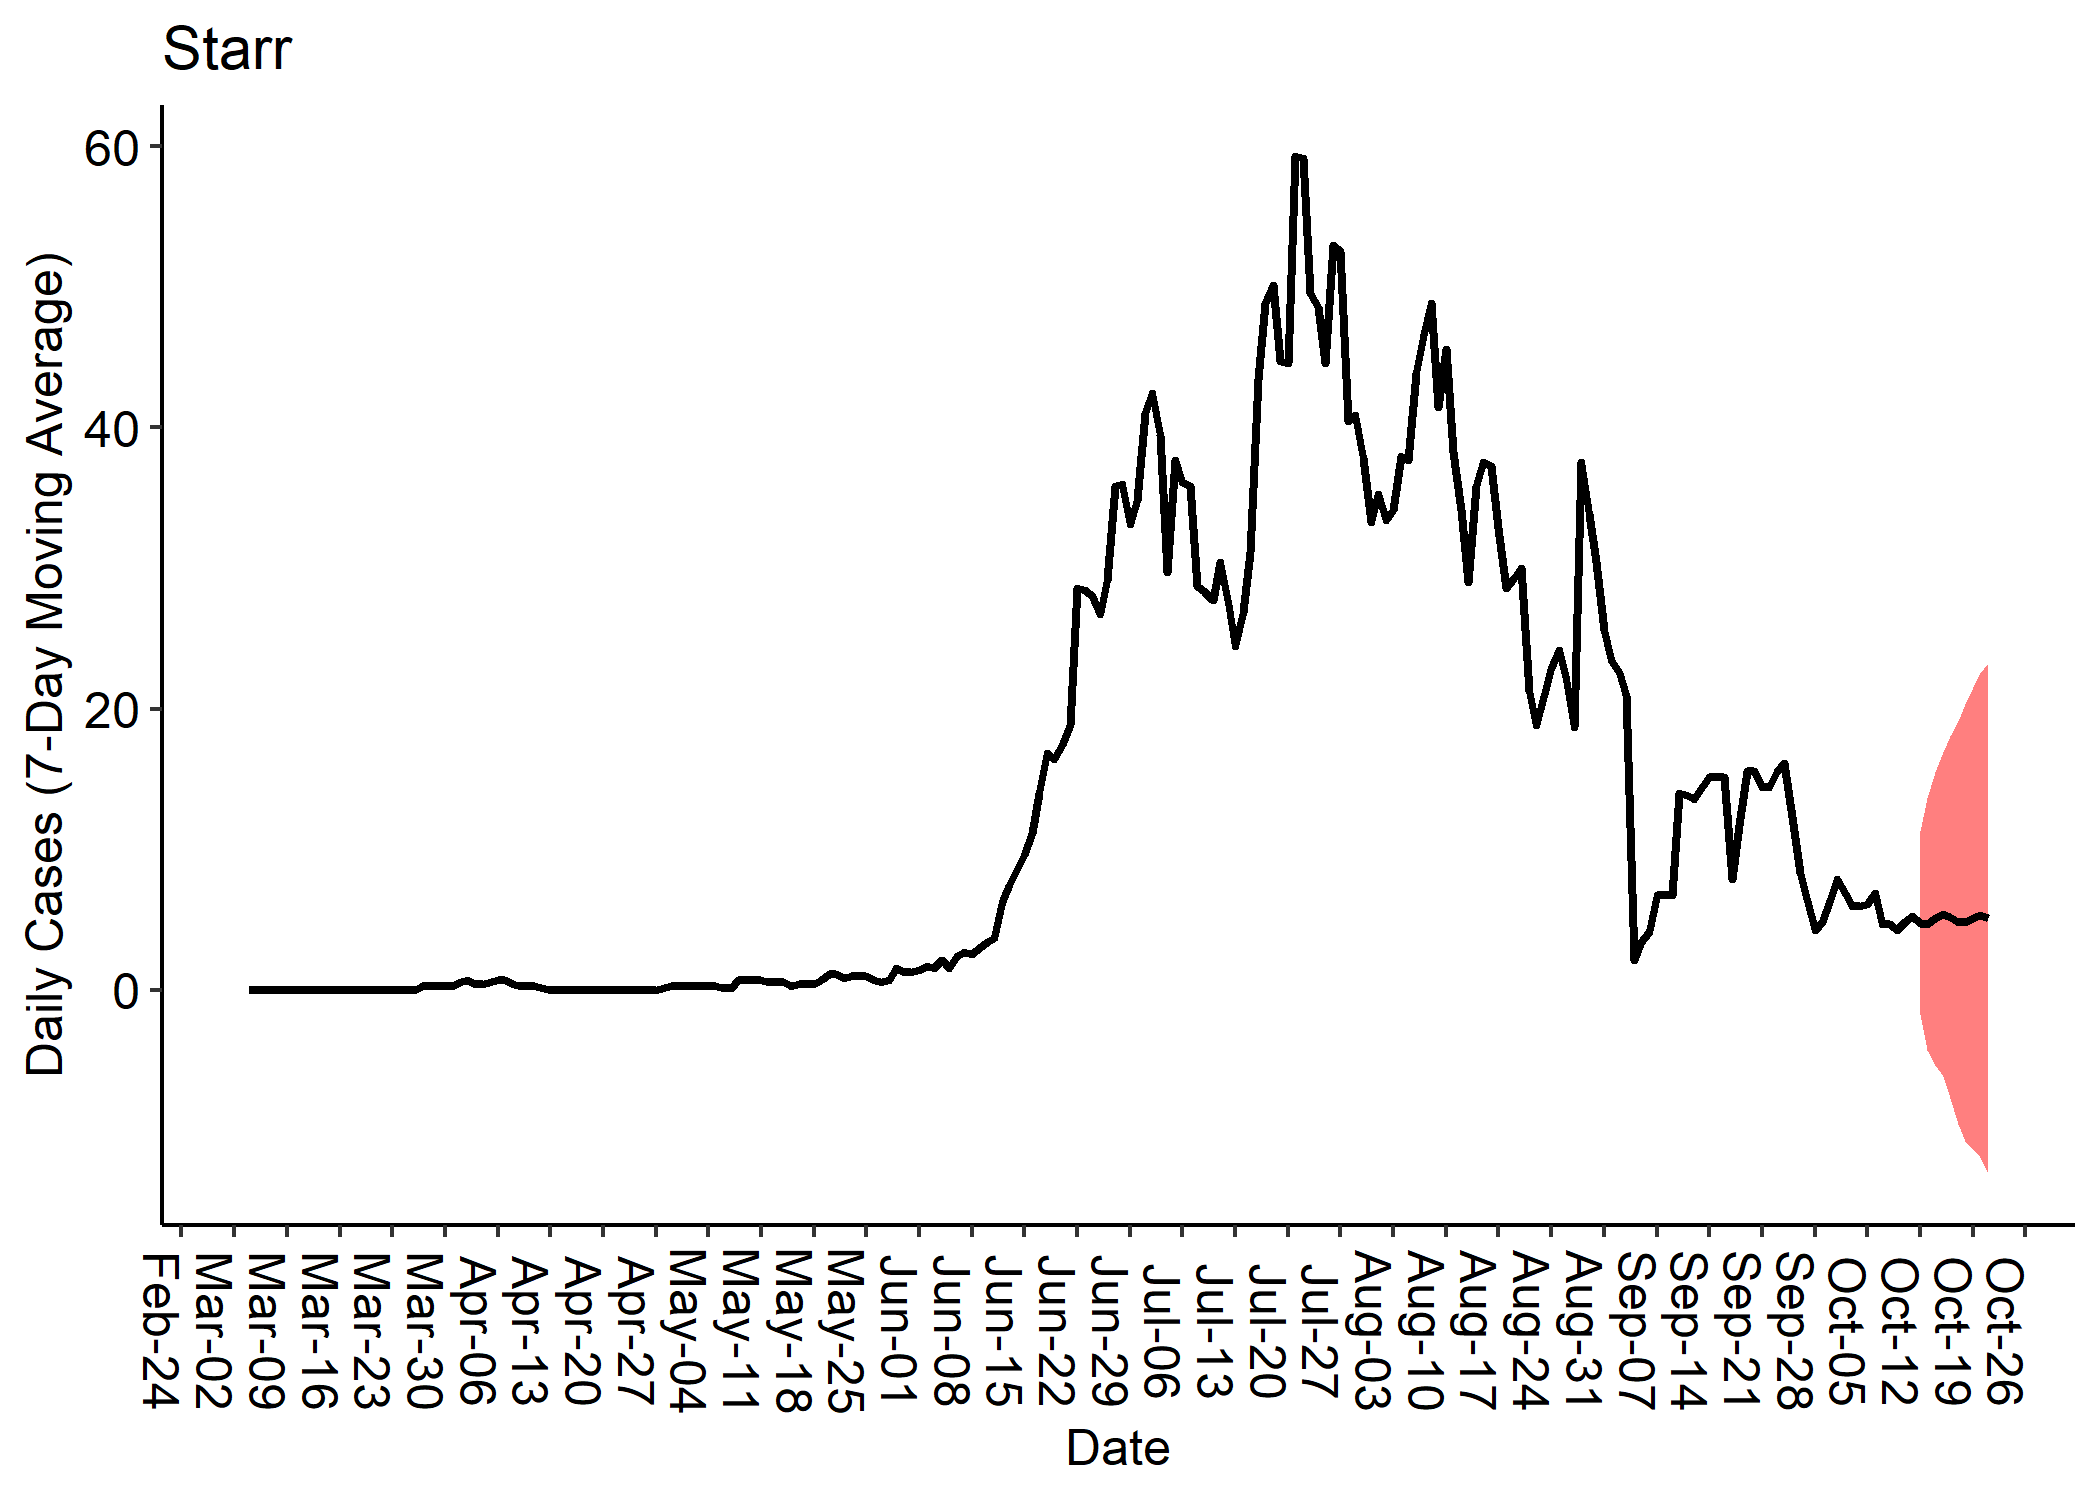 Starr
Daily Cases (7-Day Moving Average)
60
40
20
0
Feb-24
Mar-02
Mar-09
Mar-16
Mar-23
Mar-30
Apr-06
Apr-13
Apr-20
Apr-27
May-04
May-11
May-18
May-25
Jun-01
Jun-08
Jun-15
Jun-22
Jun-29
Jul-06
Jul-13
Jul-20
Jul-27
Aug-03
Aug-10
Aug-17
Aug-24
Aug-31
Sep-07
Sep-14
Sep-21
Sep-28
Oct-05
Oct-12
Oct-19
Oct-26
Date